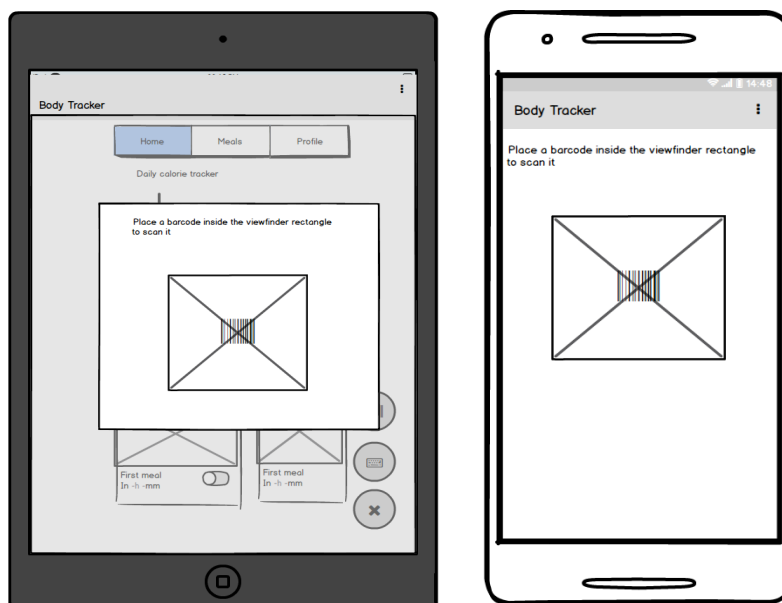 Body Tracker
Home Meals Profile
Daily calorie tracker
Place a barcode inside the viewfinder rectangle
to scan it
First meal
In -h -mm
First meal
In -h -mm
14:48
Body Tracker
Place a barcode inside the viewfinder rectangle
to scan it